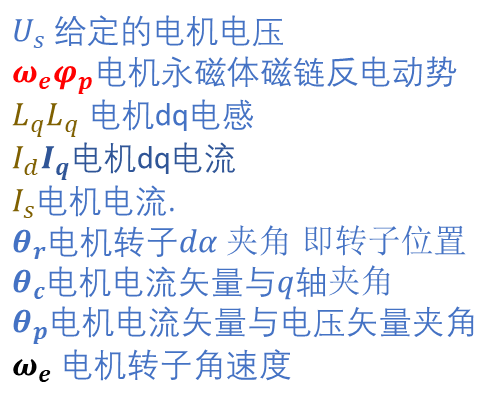 Uₛ 给定的电机电压
ωₑφₚ电机永磁体磁链反电动势
L_qL_q 电机dq电感
I_dI_q电机dq电流
Iₛ电机电流.
θᵣ电机转子dα 夹角 即转子位置
θ_c电机电流矢量与q轴夹角
θₚ电机电流矢量与电压矢量夹角
ωₑ 电机转子角速度